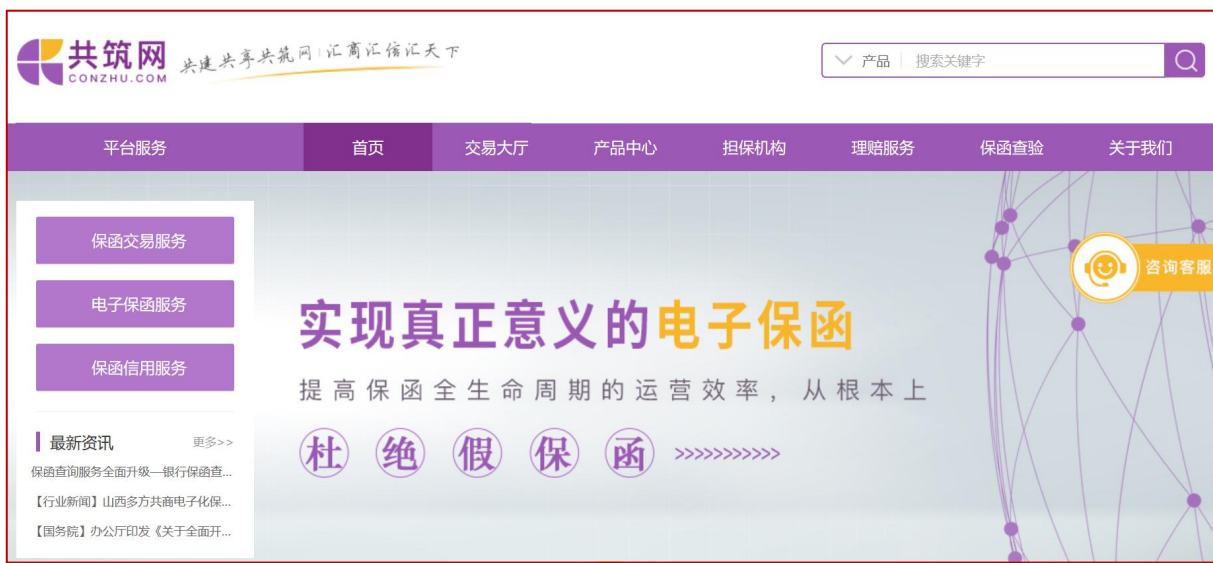 共筑网
CONZHU.COM
共建共享共筑网|汇商汇信汇天下
产品 搜索关键字
平台服务 首页 交易大厅 产品中心 担保机构 理赔服务 保函查验 关于我们
保函交易服务
电子保函服务
保函信用服务
最新资讯 更多>>
保函查询服务全面升级—银行保函查...
【行业新闻】山西多方共商电子化保...
【国务院】办公厅印发《关于全面开...
实现真正意义的电子保函
提高保函全生命周期的运营效率，从根本上
杜绝假保函 >>>>>>>>>>>
咨询客服